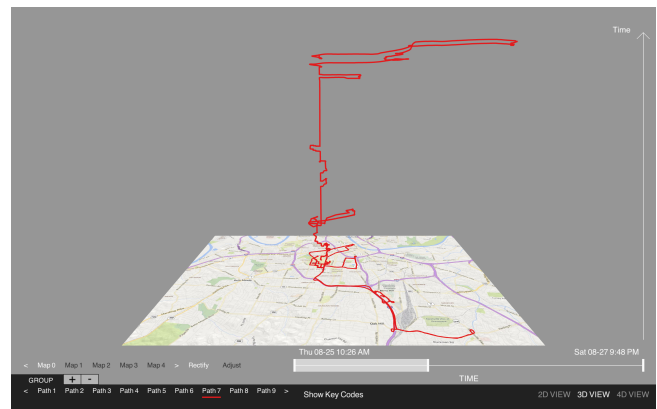 Time
Thu 08-25 10:26 AM Sat 08-27 9:48 PM
< Map 0 Map 1 Map 2 Map 3 Map 4 > Rectify Adjust
GROUP + - TIME
< Path 1 Path 2 Path 3 Path 4 Path 5 Path 6 Path 7 Path 8 Path 9 > Show Key Codes 2D VIEW 3D VIEW 4D VIEW